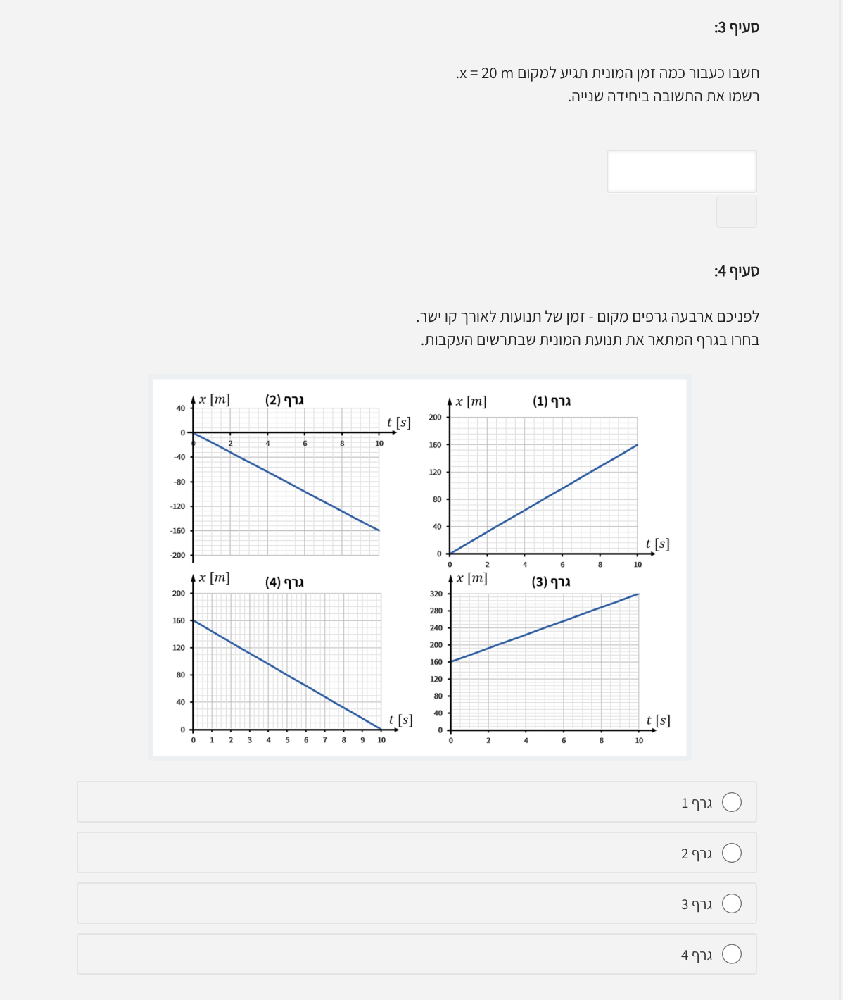 סעיף 3:
חשבו כעבור כמה זמן המונית תגיע למקום x = 20 m.
רשמו את התשובה ביחידה שנייה.
סעיף 4:
לפניכם ארבעה גרפים מקום - זמן של תנועות לאורך קו ישר.
בחרו בגרף המתאר את תנועת המונית שבתרשים העקבות.
גרף (1)
x [m]
200
160
120
80
40
0
t [s]
0 2 4 6 8 10
גרף (2)
x [m]
40
t [s]
0
0 2 4 6 8 10
-40
-80
-120
-160
-200
גרף (3)
x [m]
320
280
240
200
160
120
80
40
0
t [s]
0 2 4 6 8 10
גרף (4)
x [m]
200
160
120
80
40
0
t [s]
0 1 2 3 4 5 6 7 8 9 10
גרף 1
גרף 2
גרף 3
גרף 4